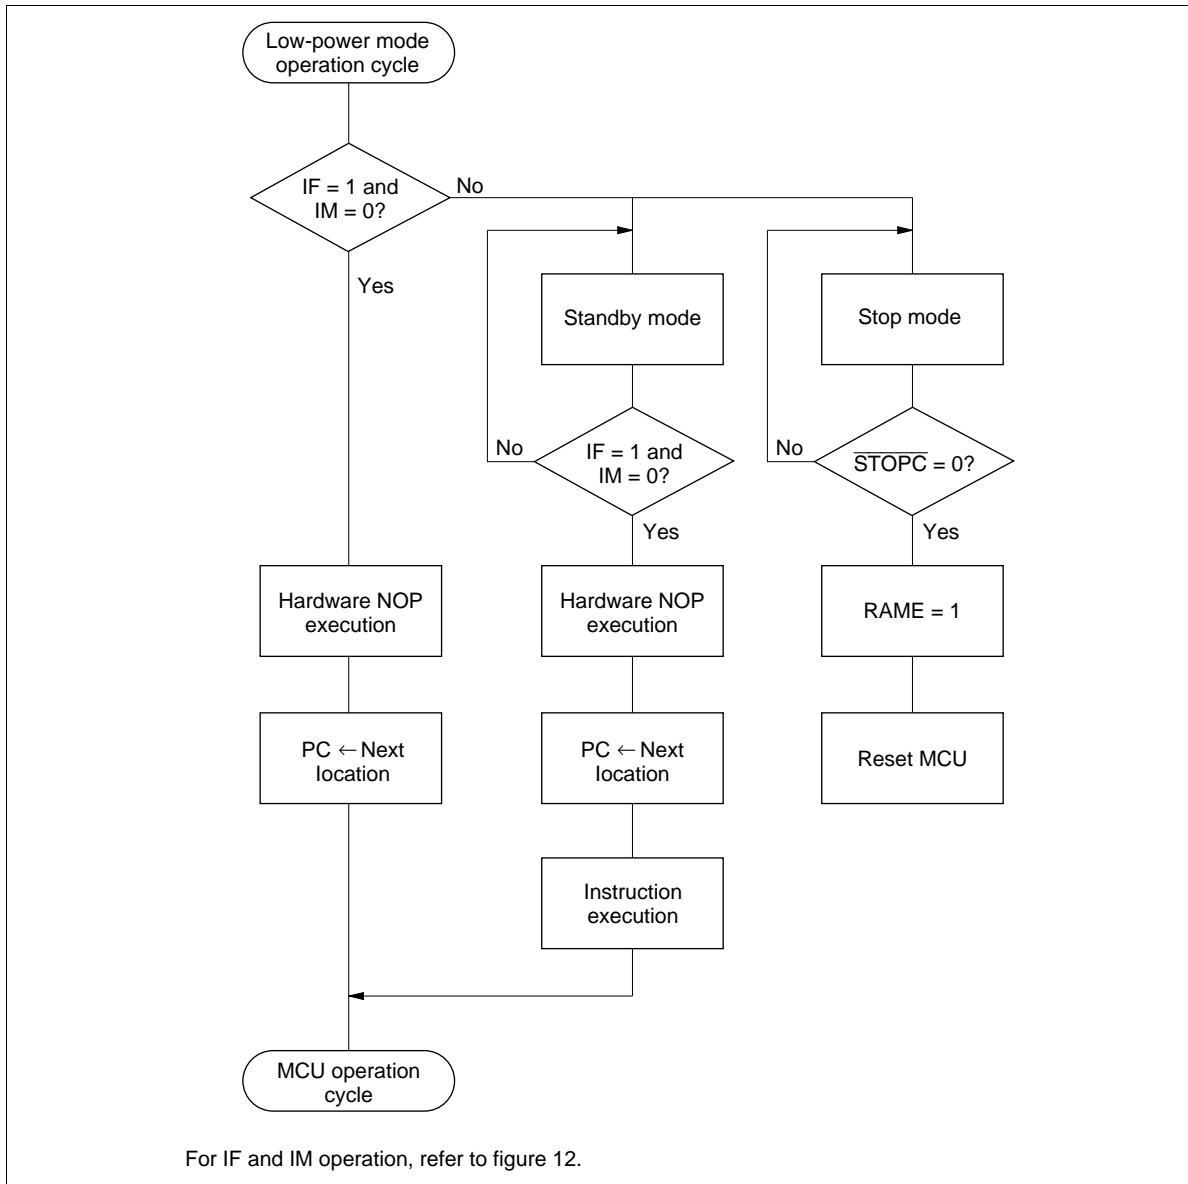 Low-power mode
operation cycle
IF = 1 and
IM = 0?
No
Yes
Standby mode
Stop mode
No
IF = 1 and
IM = 0?
Yes
No
S̅T̅O̅P̅C̅ = 0?
Yes
Hardware NOP
execution
Hardware NOP
execution
RAME = 1
PC ← Next
location
PC ← Next
location
Reset MCU
Instruction
execution
MCU operation
cycle
For IF and IM operation, refer to figure 12.